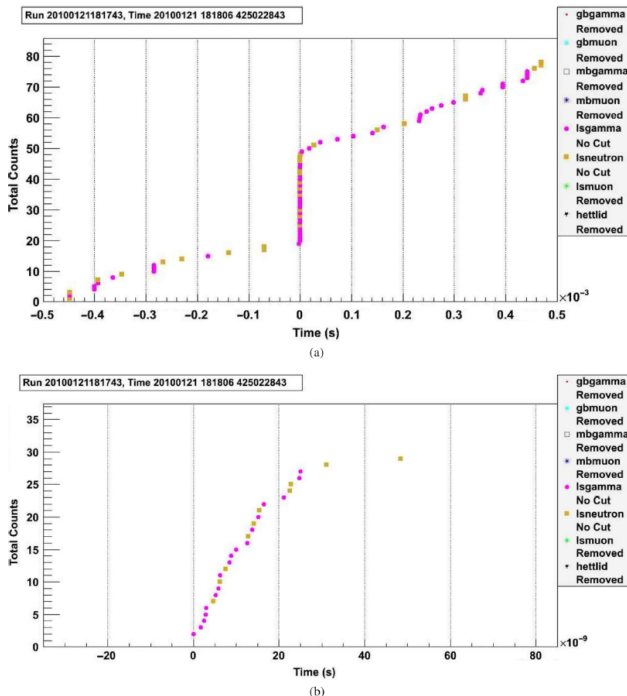 Run 20100121181743, Time 20100121 181806 425022843
Total Counts
80
70
60
50
40
30
20
10
0
−0.5 −0.4 −0.3 −0.2 −0.1 0 0.1 0.2 0.3 0.4 0.5
×10⁻³
Time (s)
gbgamma
Removed
gbmuon
Removed
mbgamma
Removed
mbmuon
Removed
lsgamma
No Cut
lsneutron
No Cut
lsmuon
Removed
hettlid
Removed
(a)
Run 20100121181743, Time 20100121 181806 425022843
Total Counts
35
30
25
20
15
10
5
0
−20 0 20 40 60 80
×10⁻⁹
Time (s)
gbgamma
Removed
gbmuon
Removed
mbgamma
Removed
mbmuon
Removed
lsgamma
No Cut
lsneutron
No Cut
lsmuon
Removed
hettlid
Removed
(b)